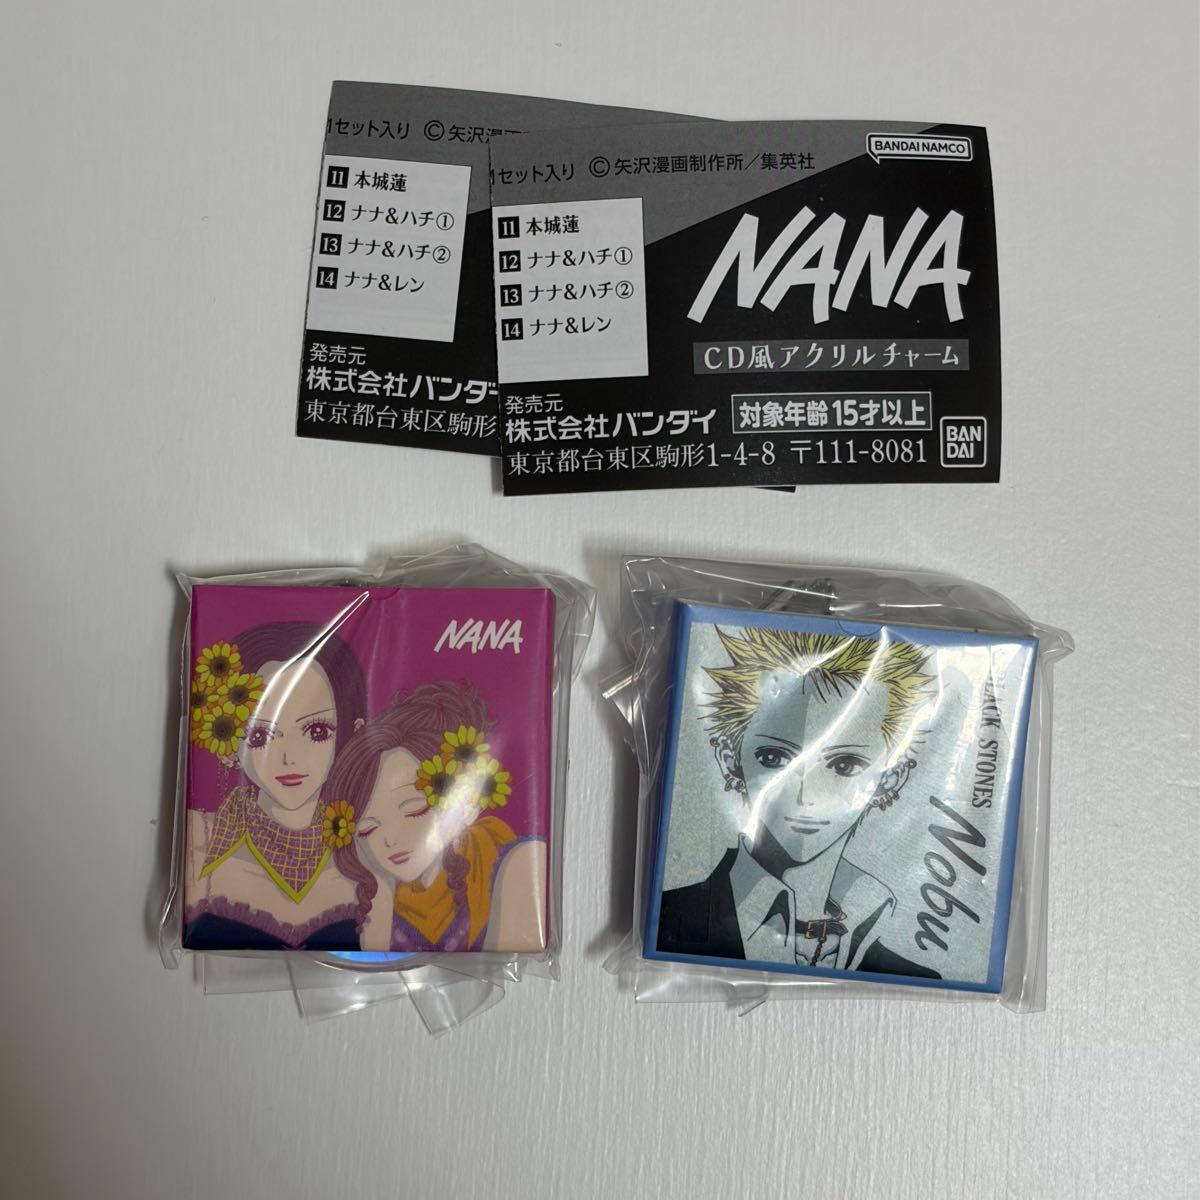 1セット入り ©矢沢漫画
11 本城蓮
12 ナナ&ハチ①
13 ナナ&ハチ②
14 ナナ&レン
発売元
株式会社バンダイ
東京都台東区駒形
1セット入り ©矢沢漫画制作所/集英社
BANDAI NAMCO
11 本城蓮
12 ナナ&ハチ①
13 ナナ&ハチ②
14 ナナ&レン
NANA
CD風アクリルチャーム
発売元
株式会社バンダイ
対象年齢15才以上
東京都台東区駒形1-4-8 〒111-8081
BAN
DAI
NANA
BLACK STONES
Nobu